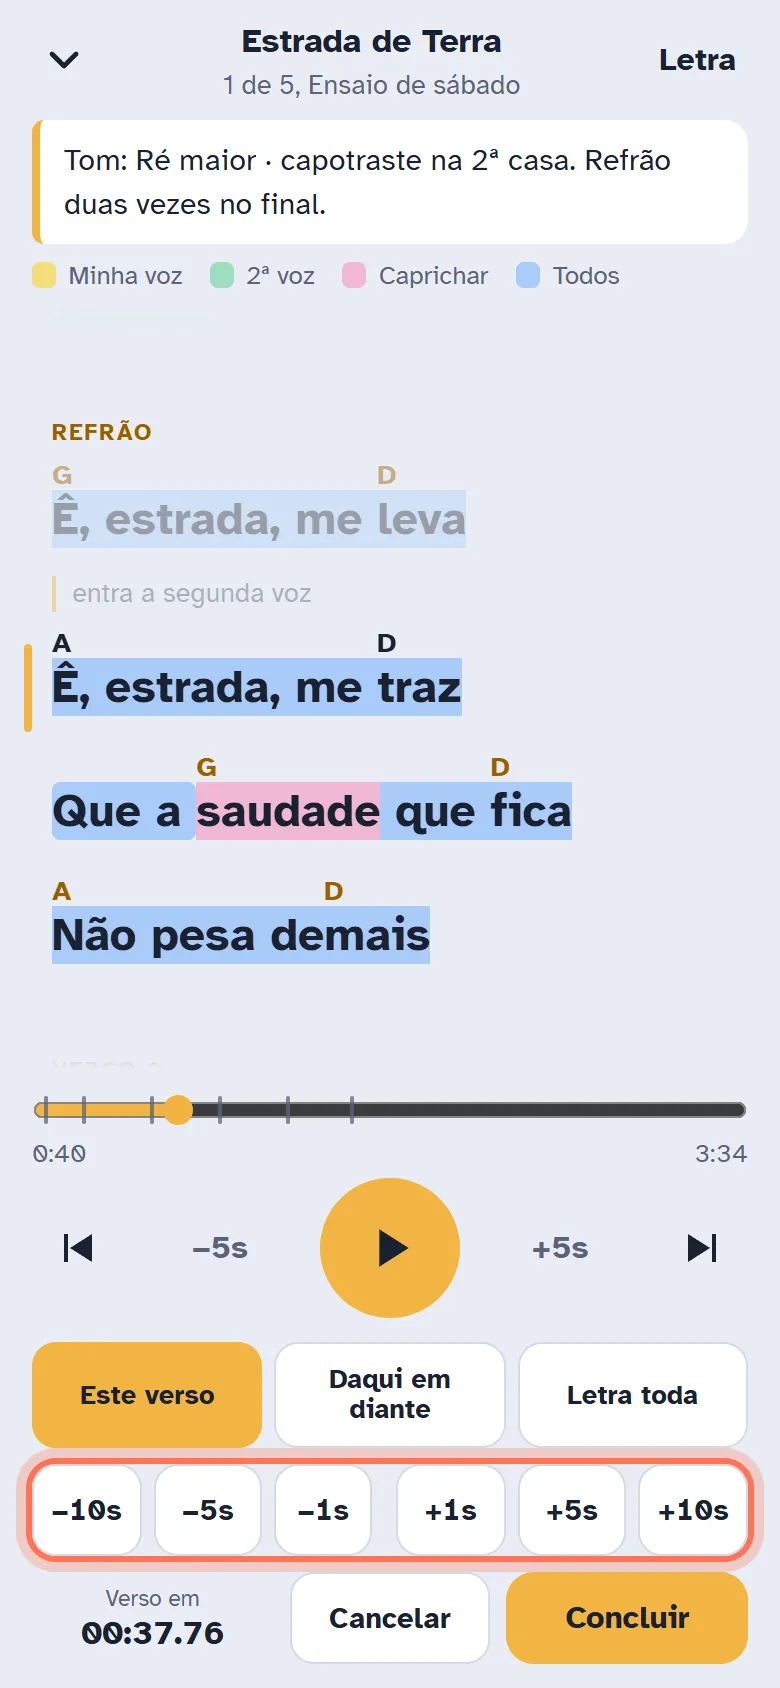 Estrada de Terra
1 de 5, Ensaio de sábado
Letra
Tom: Ré maior · capotraste na 2ª casa. Refrão
duas vezes no final.
Minha voz
2ª voz
Caprichar
Todos
REFRÃO
G D
Ê, estrada, me leva
entra a segunda voz
A D
Ê, estrada, me traz
G D
Que a saudade que fica
A D
Não pesa demais
0:40
3:34
–5s
+5s
Este verso
Daqui em
diante
Letra toda
–10s
–5s
–1s
+1s
+5s
+10s
Verso em
00:37.76
Cancelar
Concluir